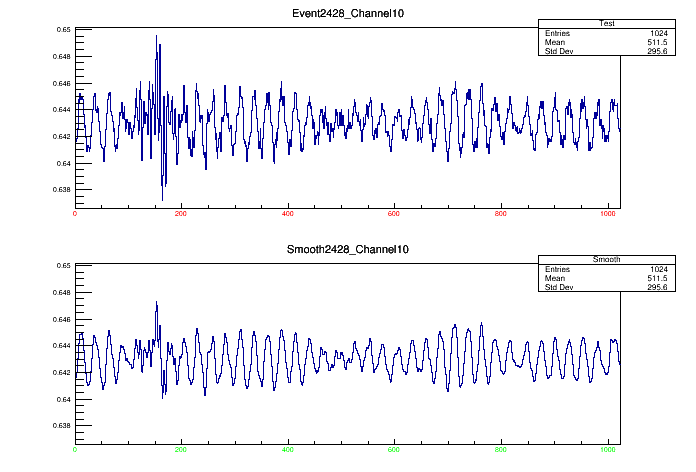 Event2428_Channel10
Test
Entries 1024
Mean 511.5
Std Dev 295.6
0.65
0.648
0.646
0.644
0.642
0.64
0.638
0 200 400 600 800 1000
Smooth2428_Channel10
Smooth
Entries 1024
Mean 511.5
Std Dev 295.6
0.65
0.648
0.646
0.644
0.642
0.64
0.638
0 200 400 600 800 1000